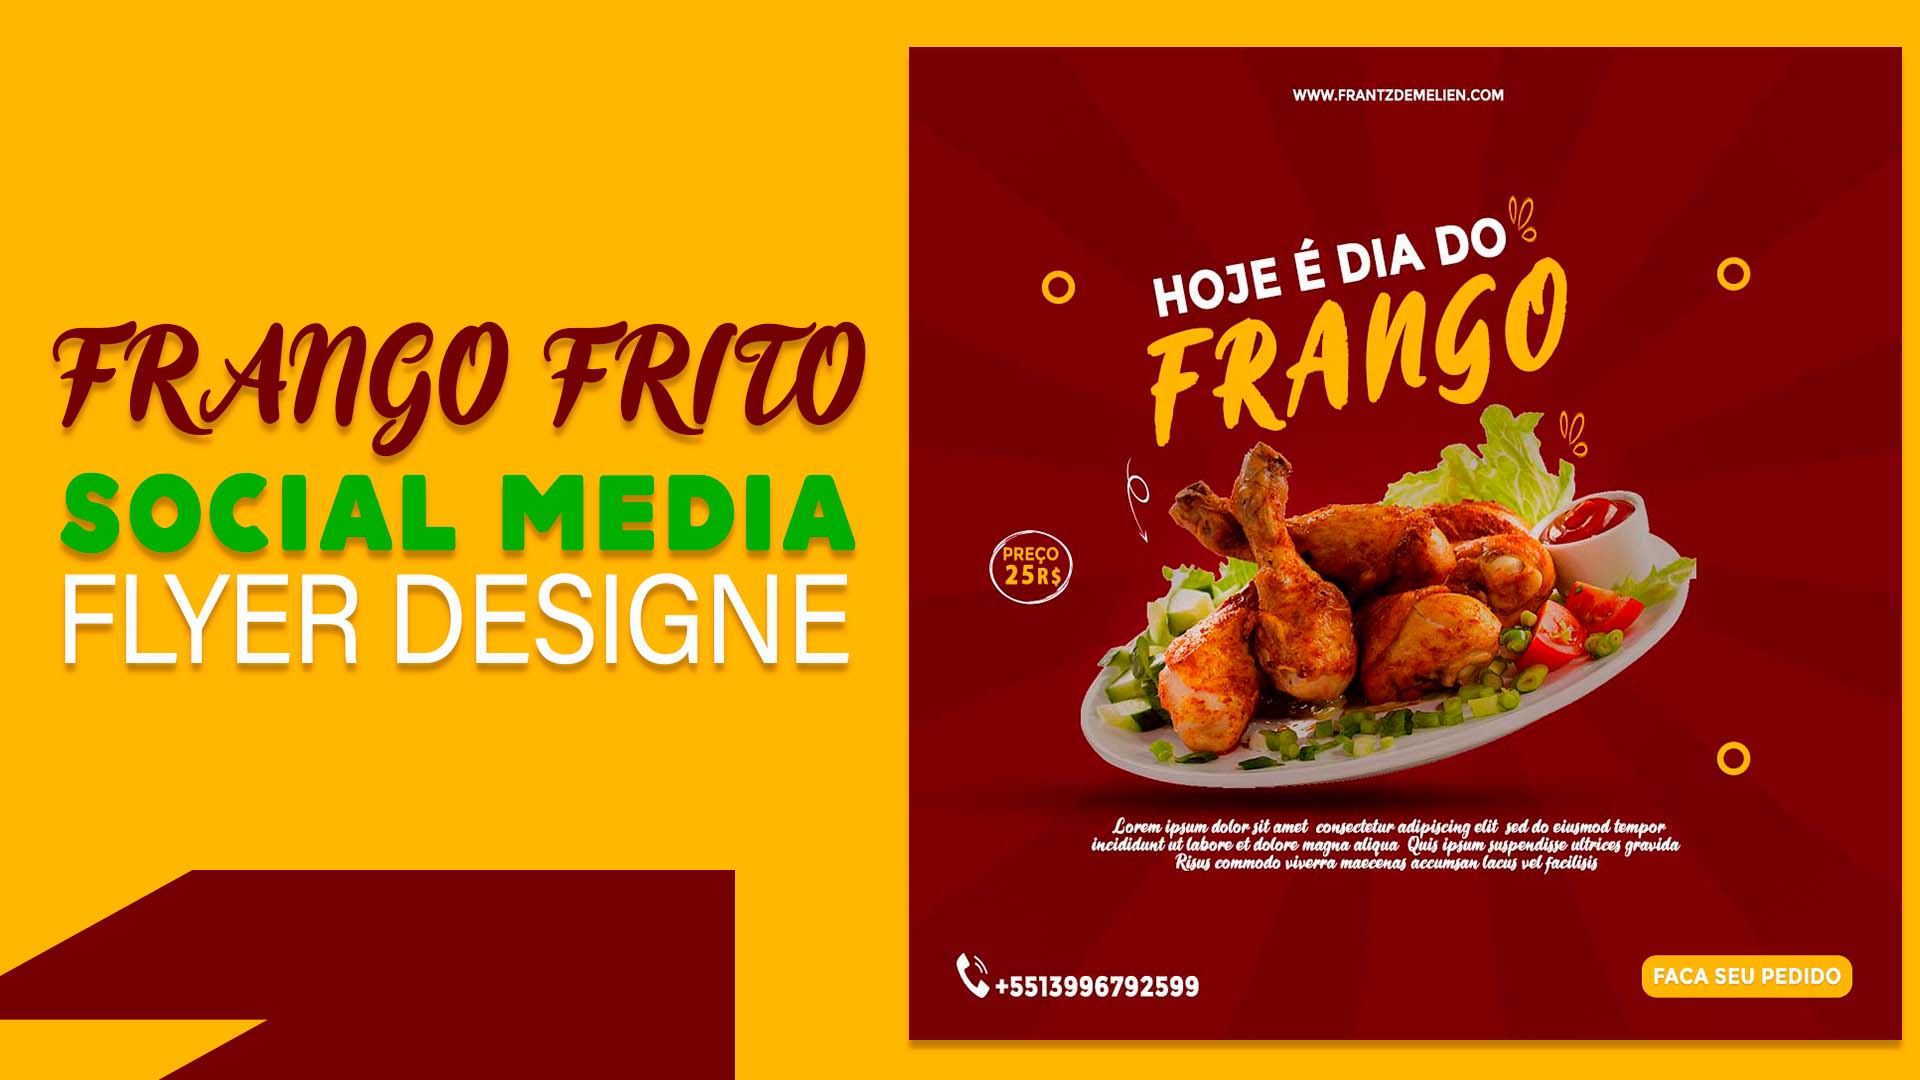 FRANGO FRITO
SOCIAL MEDIA
FLYER DESIGNE
WWW.FRANTZDEMELIEN.COM
HOJE É DIA DO
FRANGO
PREÇO
25R$
Lorem ipsum dolor sit amet consectetur adipiscing elit sed do eiusmod tempor
incididunt ut labore et dolore magna aliqua Quis ipsum suspendisse ultrices gravida
Risus commodo viverra maecenas accumsan lacus vel facilisis
+5513996792599
FACA SEU PEDIDO